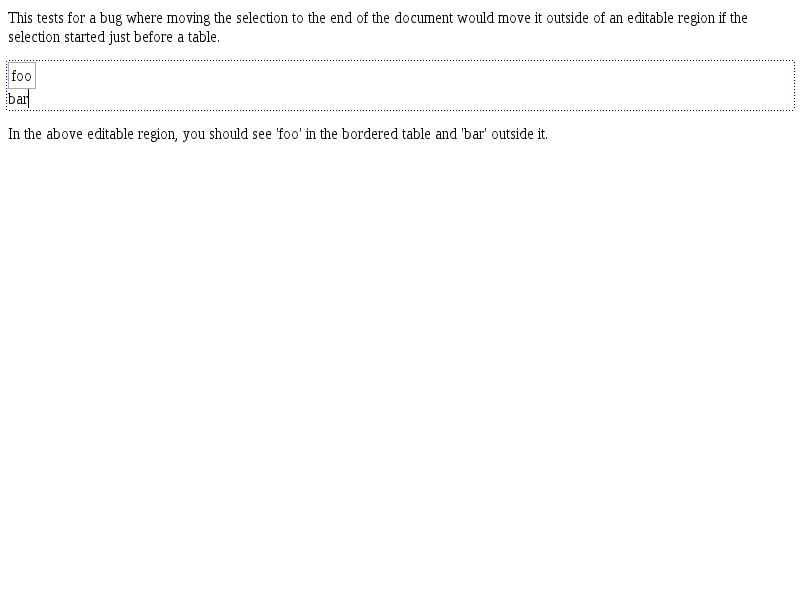 This tests for a bug where moving the selection to the end of the document would move it outside of an editable region if the
selection started just before a table.
foo
bar
In the above editable region, you should see 'foo' in the bordered table and 'bar' outside it.